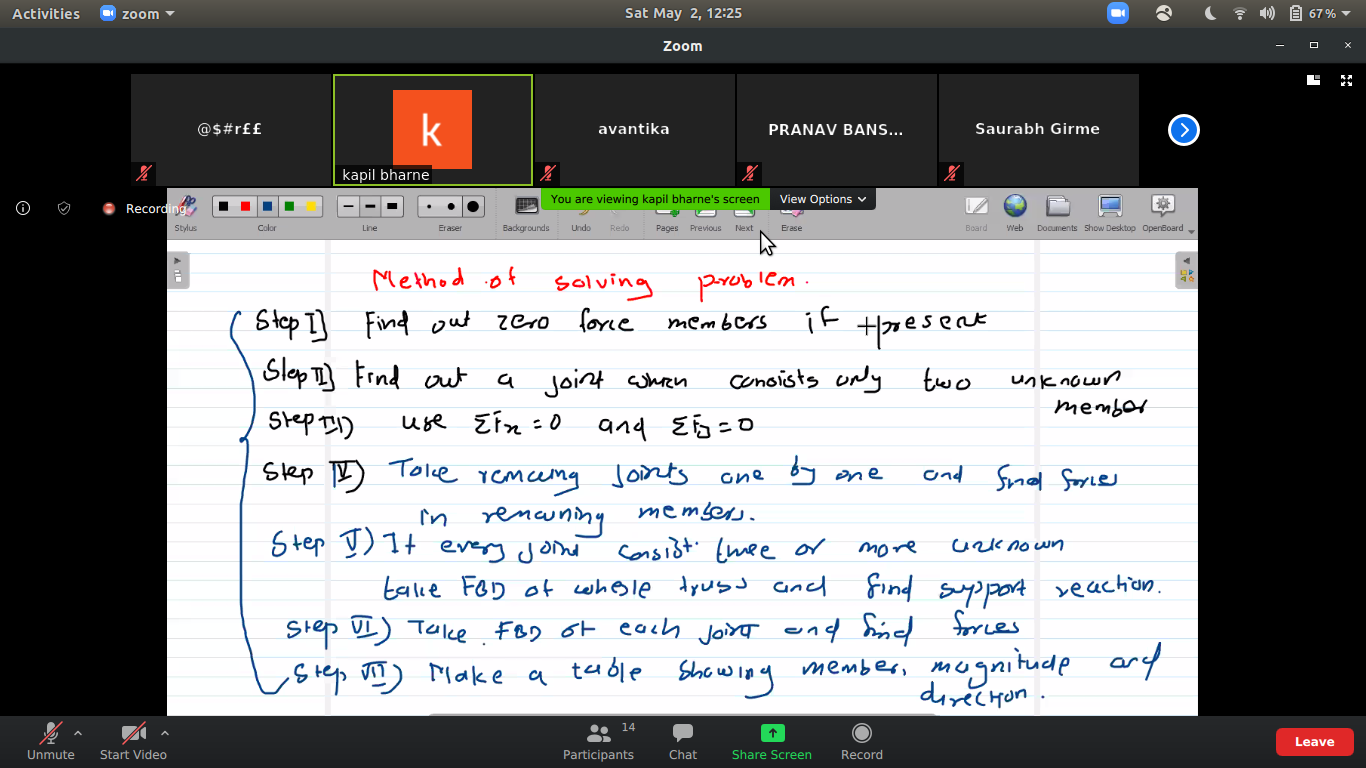 Activities zoom Sat May 2, 12:25 67%
Zoom
@$#r££ k avantika PRANAV BANS... Saurabh Girme
kapil bharne
Recording
You are viewing kapil bharne's screen View Options
Stylus Color Line Eraser Backgrounds Undo Redo Pages Previous Next Erase Board Web Documents Show Desktop OpenBoard
Method of solving problem.
Step I] Find out zero force members if present
Step II] Find out a joint which consists only two unknown
member
Step III) use ΣFx = 0 and ΣFy = 0
Step IV) Take remaining joints one by one and find forces
in remaining members.
Step V) If every joint consist three or more unknown
take FBD of whole truss and find support reaction.
Step VI) Take FBD of each joint and find forces
Step VII) Make a table showing member, magnitude and
direction.
Unmute Start Video Participants 14 Chat Share Screen Record Leave